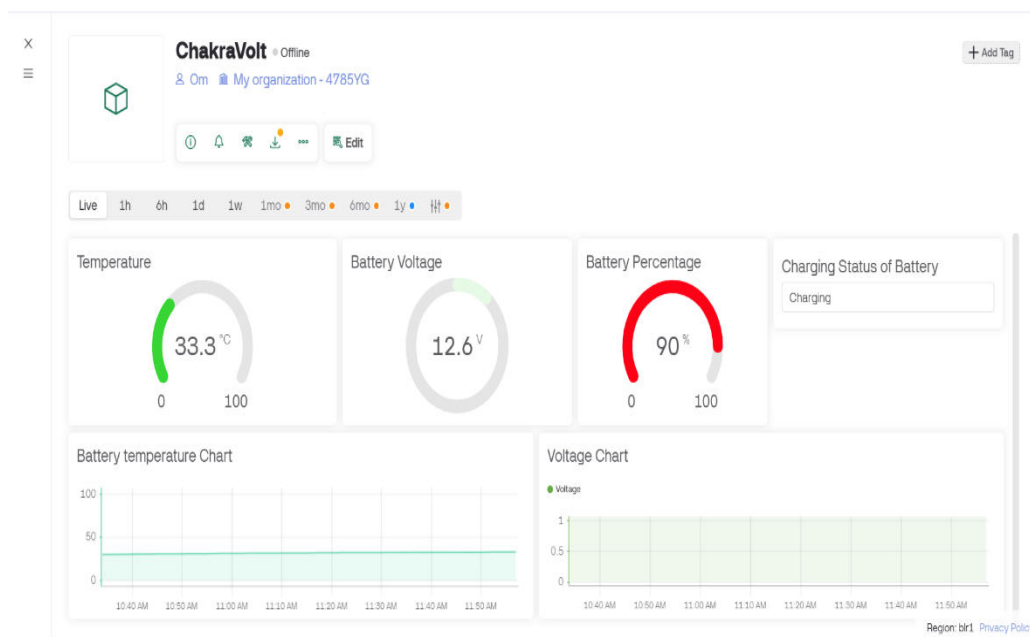 X
ChakraVolt Offline
+ Add Tag
Om My organization - 4785YG
Edit
Live 1h 6h 1d 1w 1mo 3mo 6mo 1y
Temperature
33.3 °C
0 100
Battery Voltage
12.6 V
Battery Percentage
90 %
0 100
Charging Status of Battery
Charging
Battery temperature Chart
100
50
0
10:40 AM 10:50 AM 11:00 AM 11:10 AM 11:20 AM 11:30 AM 11:40 AM 11:50 AM
Voltage Chart
Voltage
1
0.5
0
10:40 AM 10:50 AM 11:00 AM 11:10 AM 11:20 AM 11:30 AM 11:40 AM 11:50 AM
Region: blr1 Privacy Polic